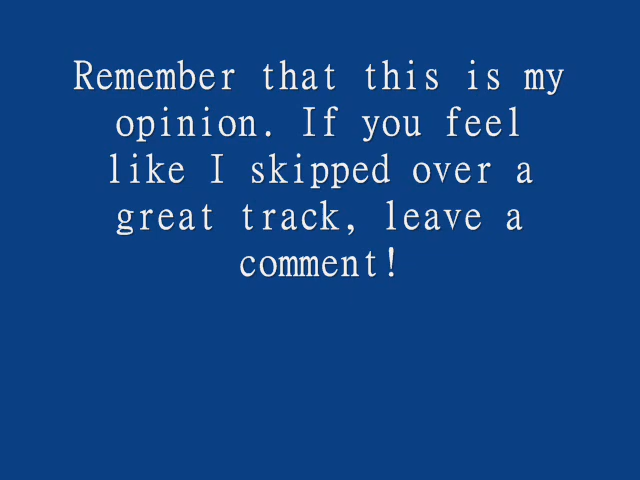 Remember that this is my
opinion. If you feel
like I skipped over a
great track, leave a
comment!